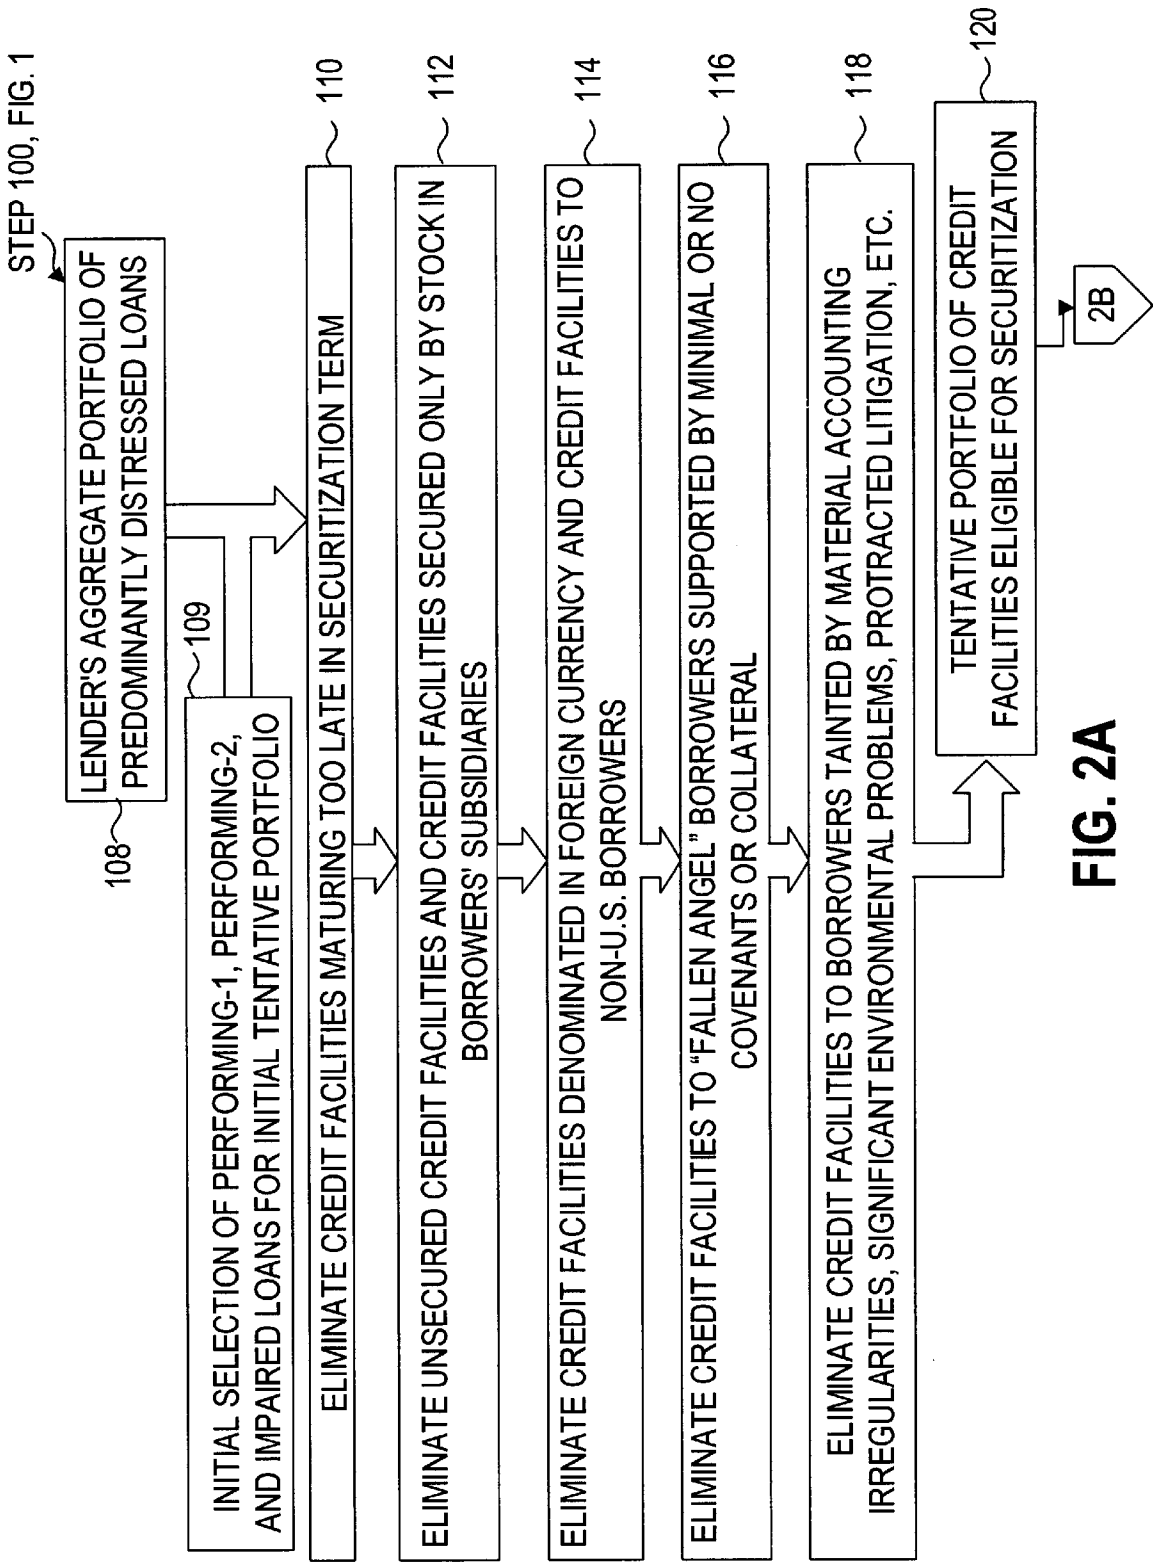 STEP 100, FIG. 1
LENDER'S AGGREGATE PORTFOLIO OF
PREDOMINANTLY DISTRESSED LOANS
108
109
INITIAL SELECTION OF PERFORMING-1, PERFORMING-2,
AND IMPAIRED LOANS FOR INITIAL TENTATIVE PORTFOLIO
ELIMINATE CREDIT FACILITIES MATURING TOO LATE IN SECURITIZATION TERM
110
ELIMINATE UNSECURED CREDIT FACILITIES AND CREDIT FACILITIES SECURED ONLY BY STOCK IN
BORROWERS' SUBSIDIARIES
112
ELIMINATE CREDIT FACILITIES DENOMINATED IN FOREIGN CURRENCY AND CREDIT FACILITIES TO
NON-U.S. BORROWERS
114
ELIMINATE CREDIT FACILITIES TO "FALLEN ANGEL" BORROWERS SUPPORTED BY MINIMAL OR NO
COVENANTS OR COLLATERAL
116
ELIMINATE CREDIT FACILITIES TO BORROWERS TAINTED BY MATERIAL ACCOUNTING
IRREGULARITIES, SIGNIFICANT ENVIRONMENTAL PROBLEMS, PROTRACTED LITIGATION, ETC.
118
TENTATIVE PORTFOLIO OF CREDIT
FACILITIES ELIGIBLE FOR SECURITIZATION
120
2B
FIG. 2A